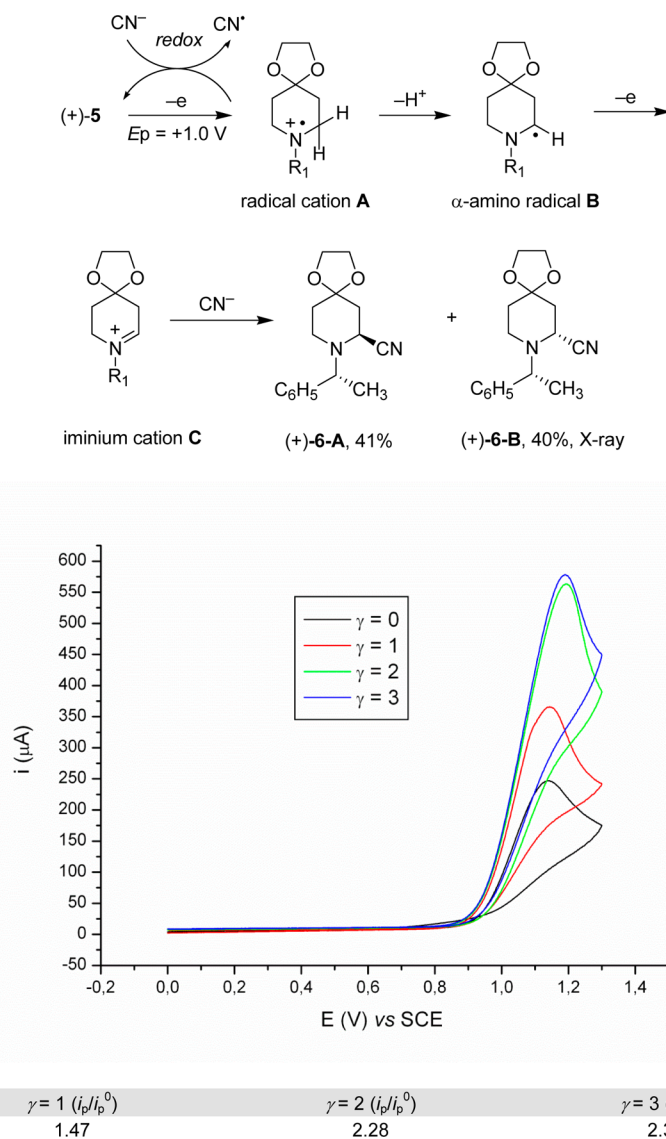 CN⁻ CN•
redox
(+)-5 –e –H⁺ –e
Ep = +1.0 V
O O O O
+• H
N H N • H
R₁ R₁
radical cation A α-amino radical B
O O O O O O
CN⁻ +
+
N N CN N CN
R₁ C₆H₅ CH₃ C₆H₅ CH₃
iminium cation C (+)-6-A, 41% (+)-6-B, 40%, X-ray
600
550
500
450
400
350
300
250
200
150
100
50
0
-50
i (μA)
γ = 0
γ = 1
γ = 2
γ = 3
-0,2 0,0 0,2 0,4 0,6 0,8 1,0 1,2 1,4
E (V) vs SCE
γ = 1 (iₚ/iₚ⁰) γ = 2 (iₚ/iₚ⁰) γ = 3
1.47 2.28